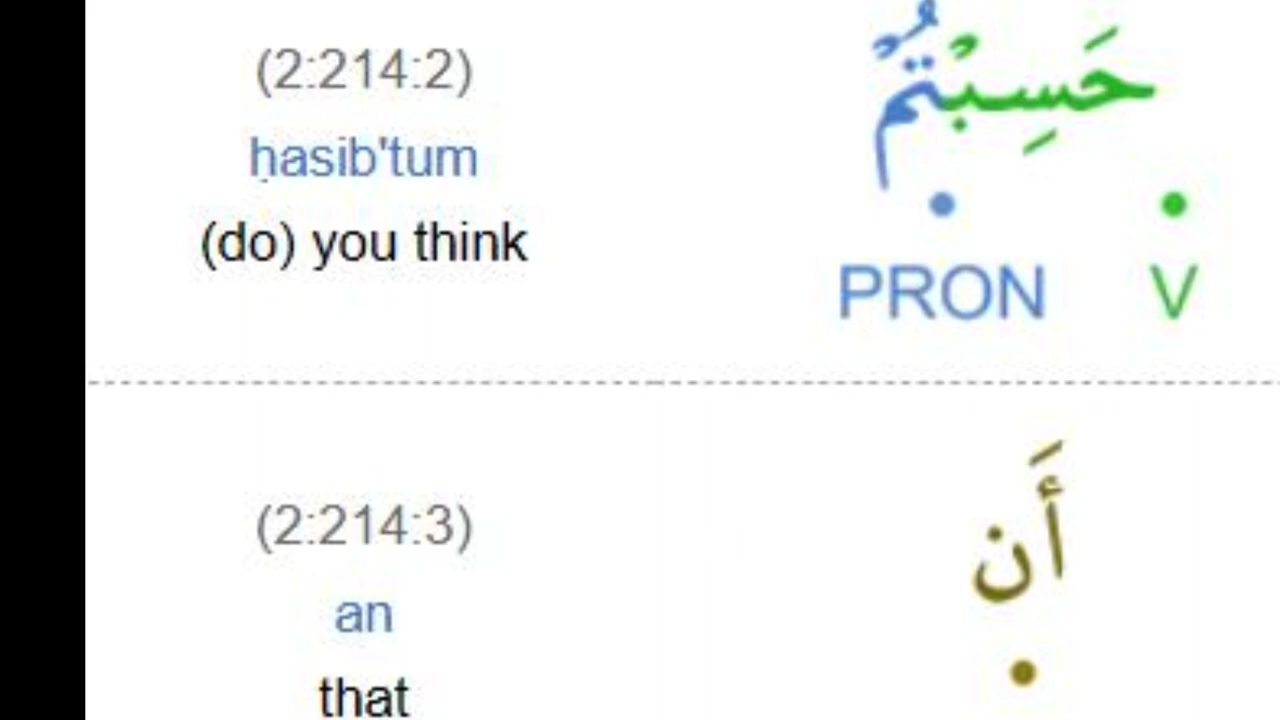 (2:214:2)
ḥasib'tum
(do) you think
حَسِبْتُمْ
PRON V
(2:214:3)
an
that
أَن